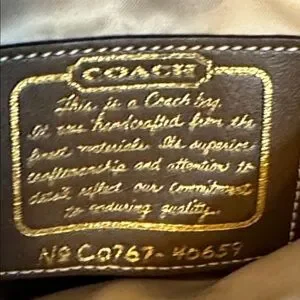 COACH
This is a Coach bag.
It was handcrafted from the
finest materials. Its superior
craftsmanship and attention to
detail reflect our commitment
to enduring quality.
Nº C0767-40659